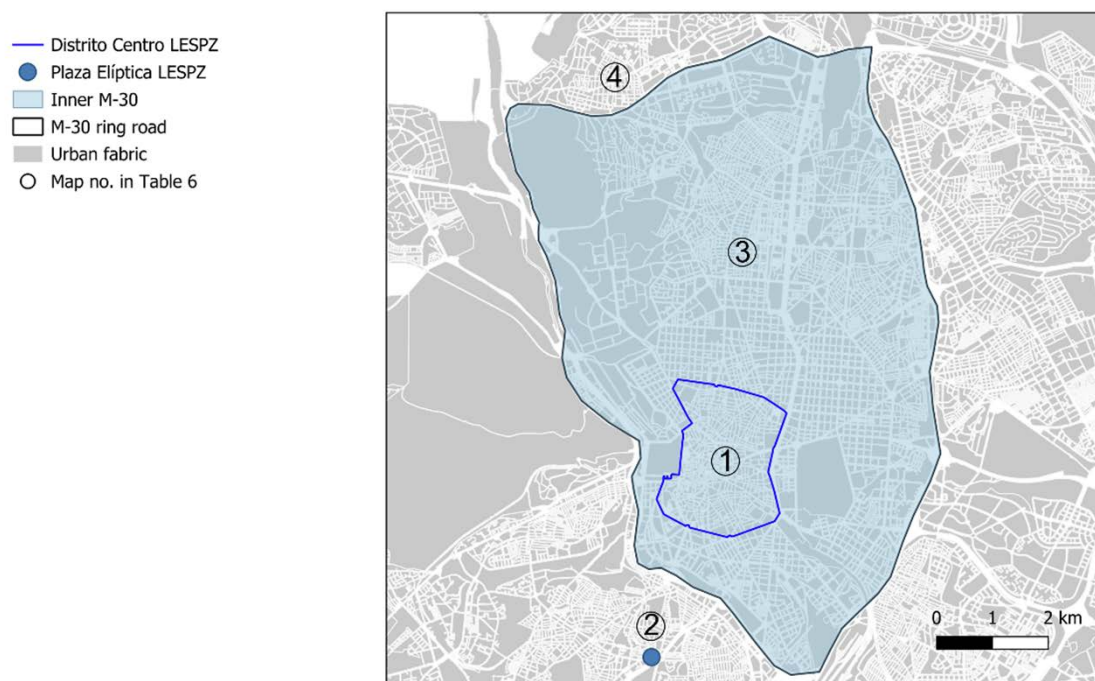 Distrito Centro LESPZ
Plaza Elíptica LESPZ
Inner M-30
M-30 ring road
Urban fabric
Map no. in Table 6
4
3
1
2
0 1 2 km